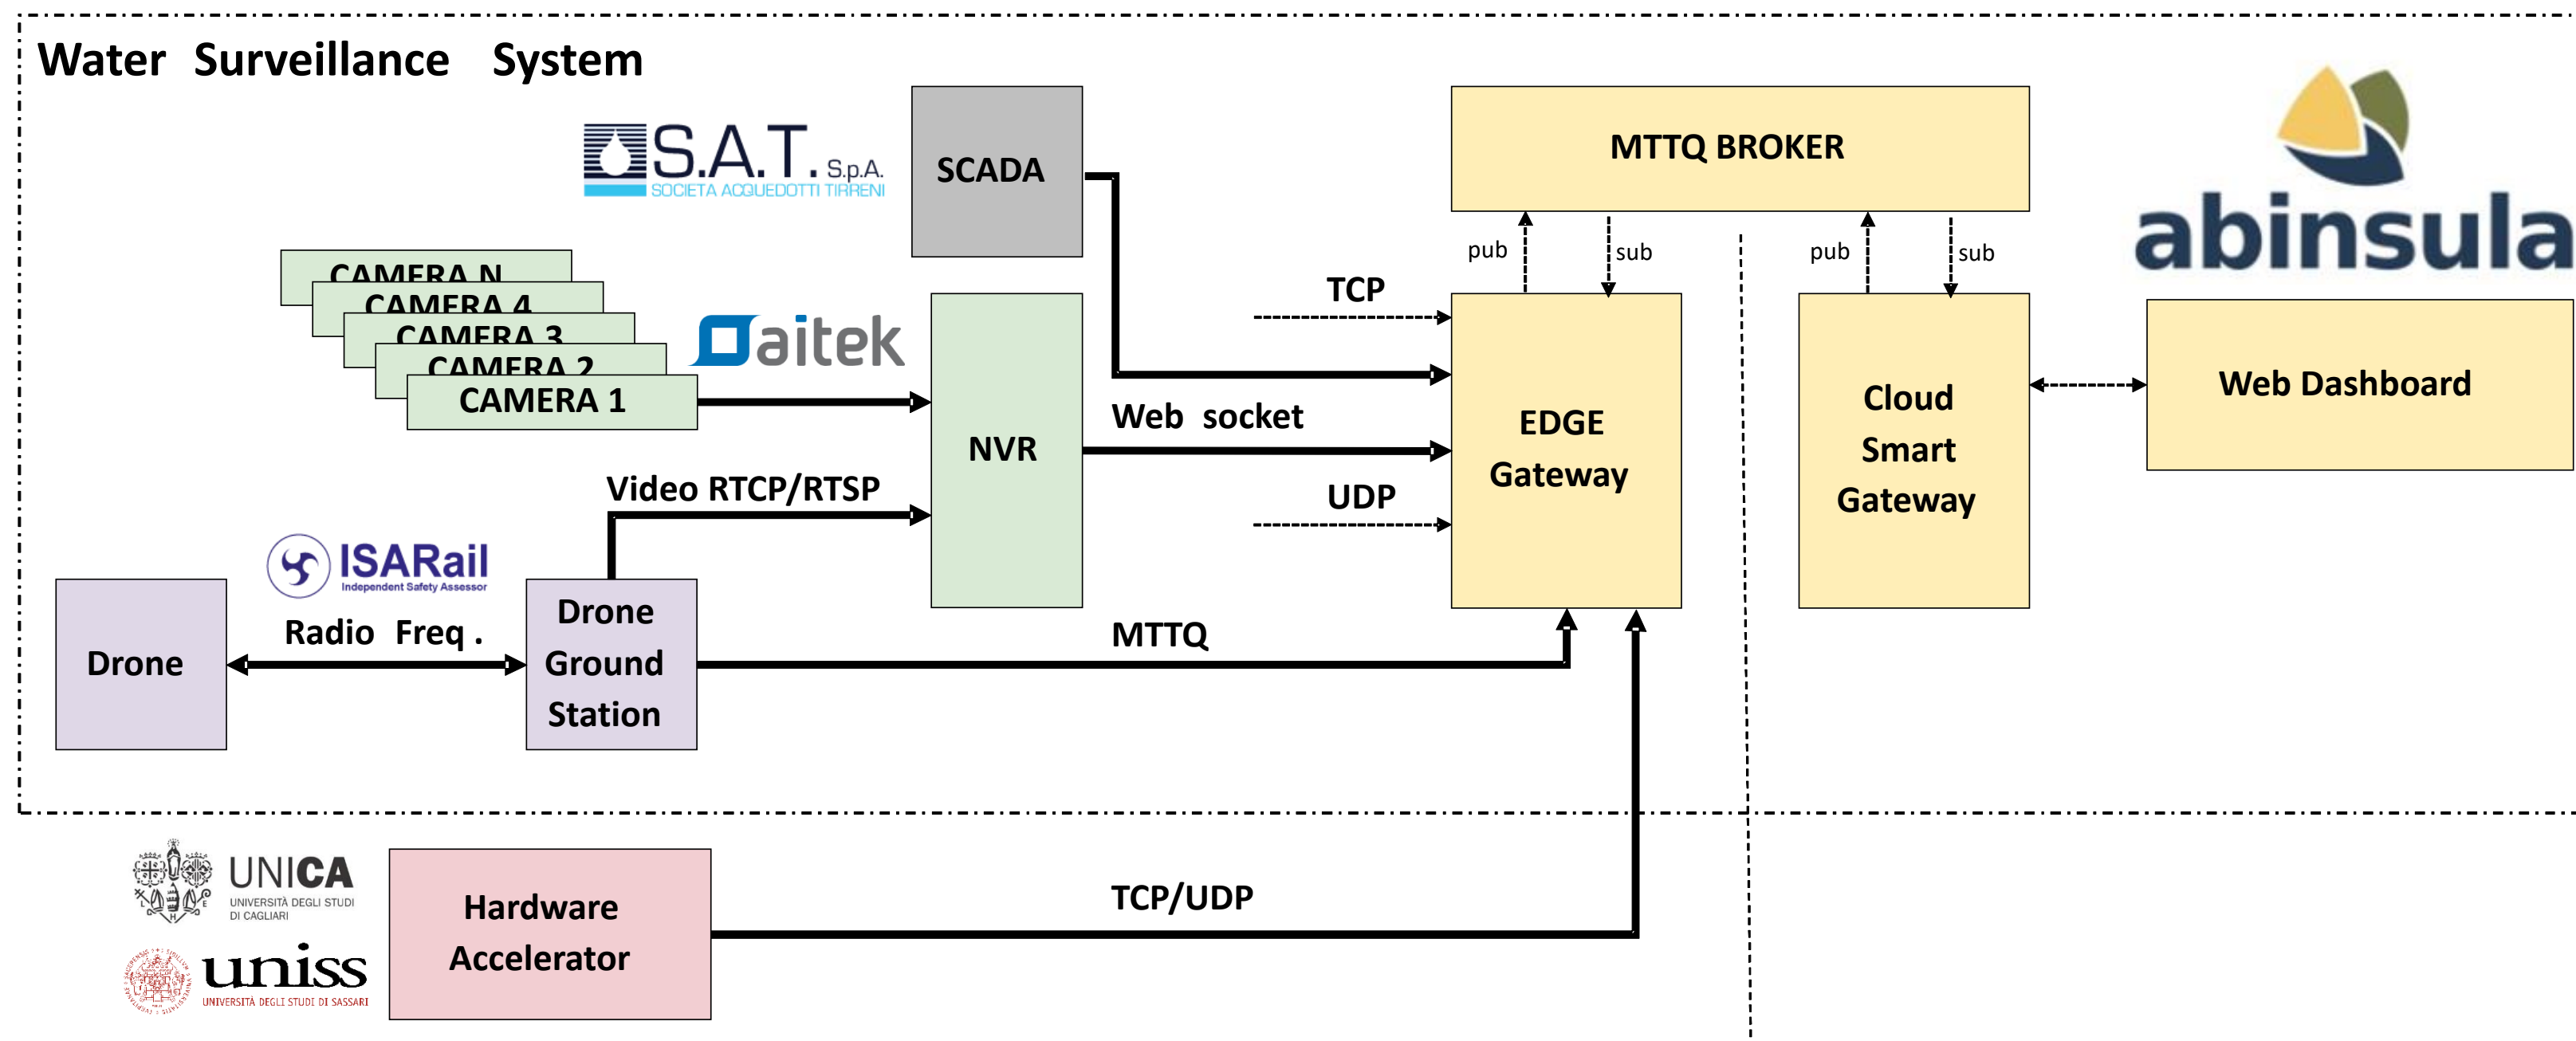 Water Surveillance System
S.A.T. S.p.A.
SOCIETA ACQUEDOTTI TIRRENI
SCADA
MTTQ BROKER
abinsula
pub
sub
pub
sub
CAMERA N
CAMERA 4
CAMERA 3
CAMERA 2
CAMERA 1
aitek
NVR
TCP
Web socket
UDP
EDGE
Gateway
Cloud
Smart
Gateway
Web Dashboard
Video RTCP/RTSP
ISARail
Independent Safety Assessor
Radio Freq .
Drone
Drone
Ground
Station
MTTQ
UNICA
UNIVERSITÀ DEGLI STUDI
DI CAGLIARI
uniss
UNIVERSITÀ DEGLI STUDI DI SASSARI
Hardware
Accelerator
TCP/UDP